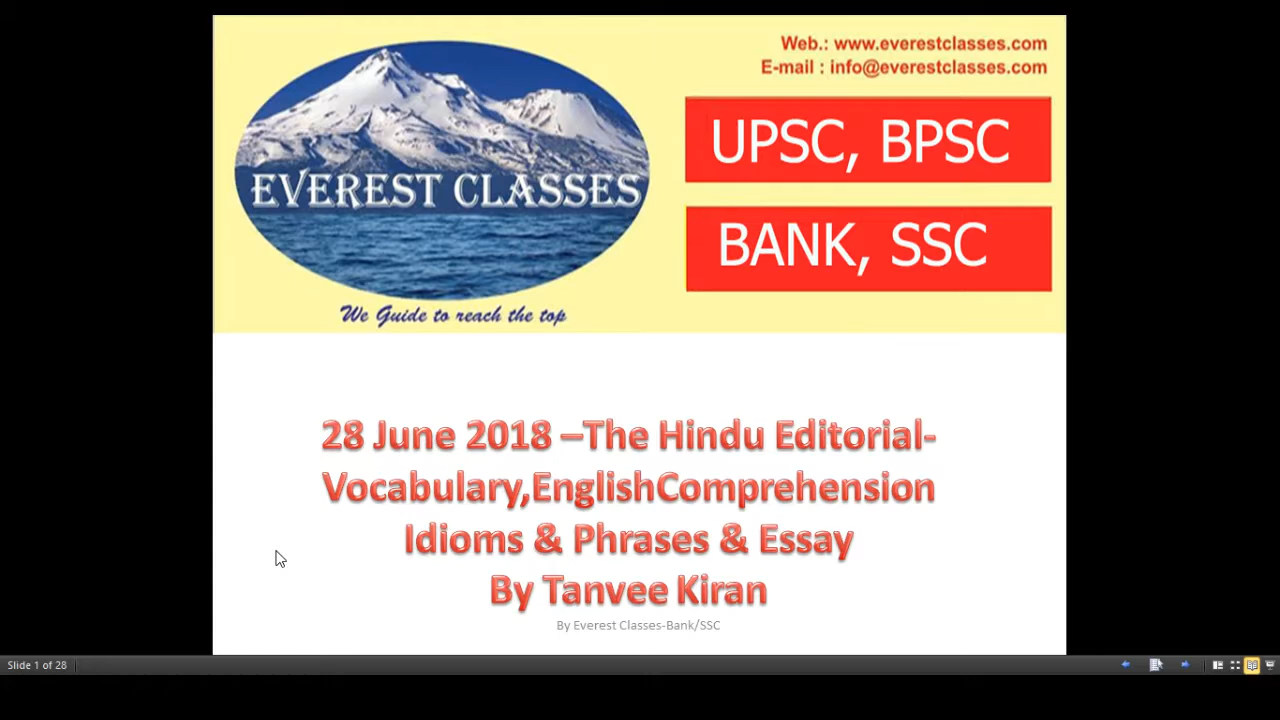 Web.: www.everestclasses.com
E-mail : info@everestclasses.com
UPSC, BPSC
EVEREST CLASSES
BANK, SSC
We Guide to reach the top
28 June 2018 –The Hindu Editorial-
Vocabulary,EnglishComprehension
Idioms & Phrases & Essay
By Tanvee Kiran
By Everest Classes-Bank/SSC
Slide 1 of 28